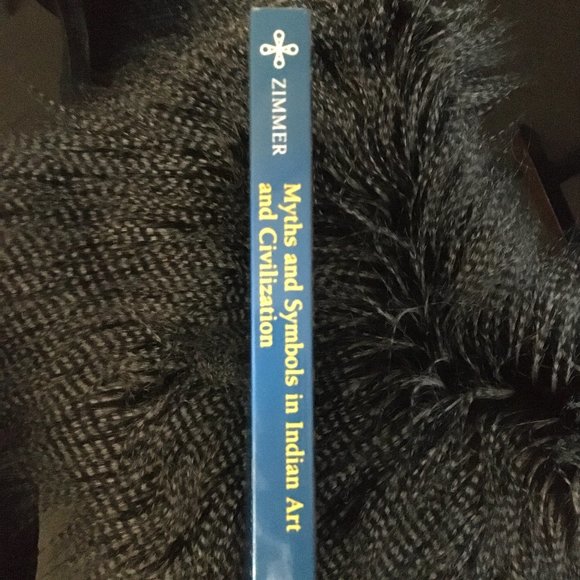 ZIMMER
Myths and Symbols in Indian Art
and Civilization